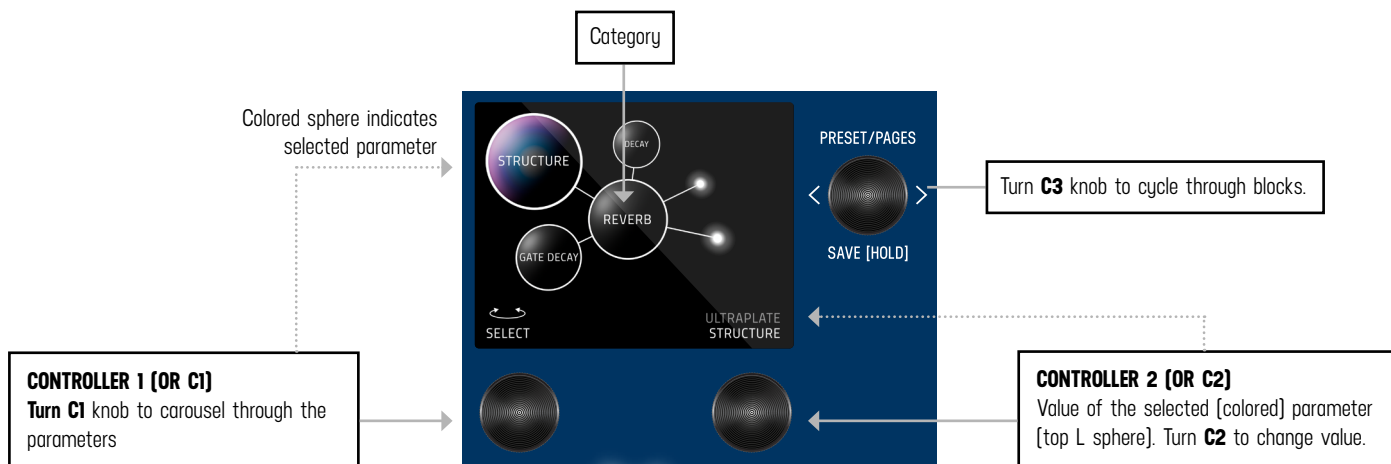 Category
Colored sphere indicates
selected parameter
STRUCTURE
DECAY
REVERB
GATE DECAY
SELECT
ULTRAPLATE
STRUCTURE
PRESET/PAGES
< >
SAVE [HOLD]
Turn C3 knob to cycle through blocks.
CONTROLLER 1 (OR C1)
Turn C1 knob to carousel through the
parameters
CONTROLLER 2 (OR C2)
Value of the selected (colored) parameter
(top L sphere). Turn C2 to change value.